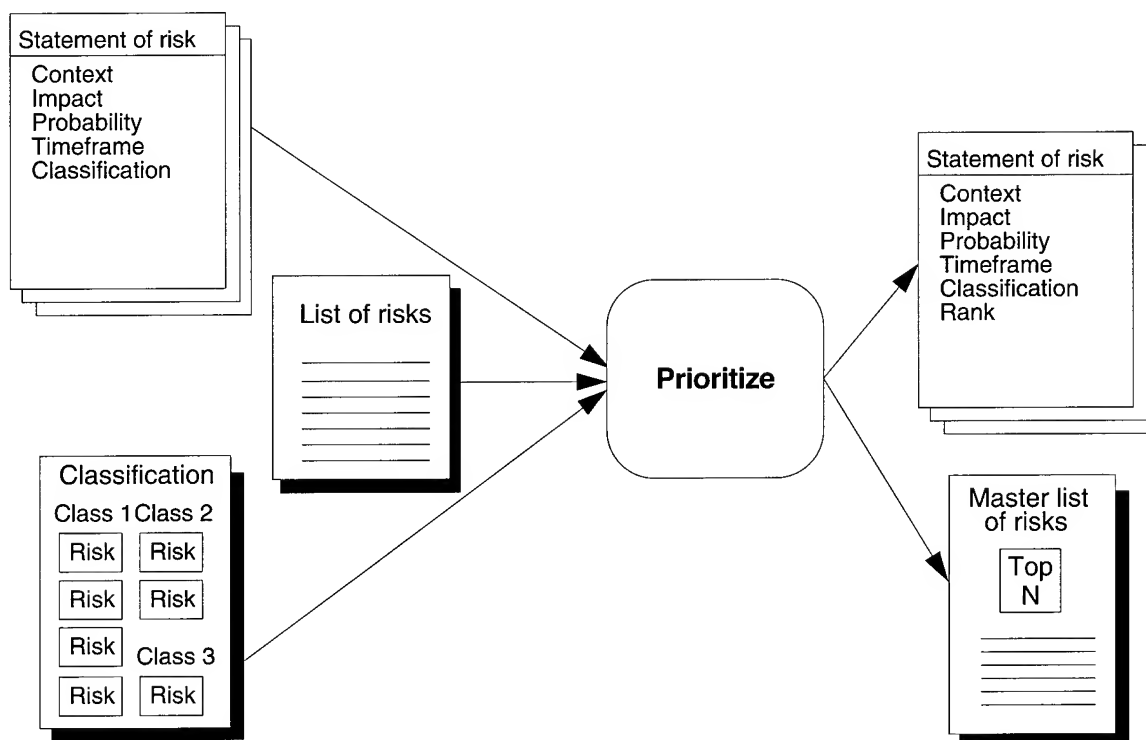 Statement of risk
Context
Impact
Probability
Timeframe
Classification
List of risks
Classification
Class 1 Class 2
Risk Risk
Risk Risk
Risk
Class 3
Risk Risk
Prioritize
Statement of risk
Context
Impact
Probability
Timeframe
Classification
Rank
Master list
of risks
Top
N